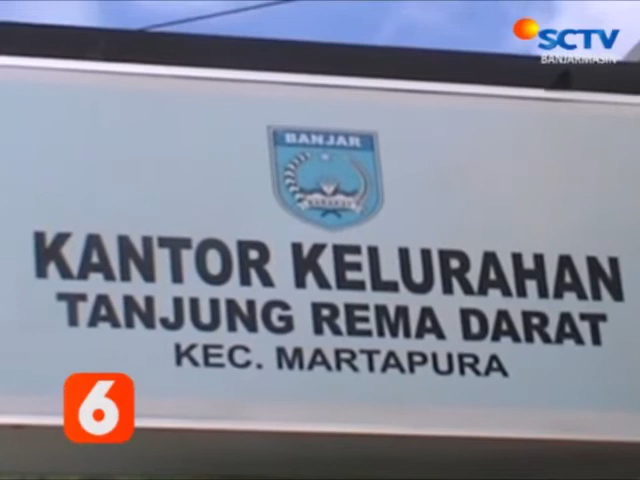 SCTV
BANJARMASIN
BANJAR
KANTOR KELURAHAN
TANJUNG REMA DARAT
KEC. MARTAPURA
6